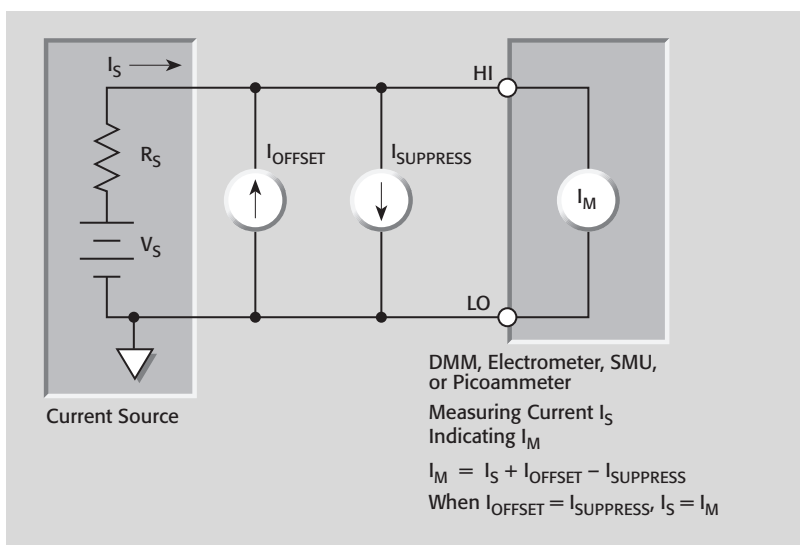 I_S
R_S
V_S
I_OFFSET
I_SUPPRESS
HI
I_M
LO
Current Source
DMM, Electrometer, SMU,
or Picoammeter
Measuring Current I_S
Indicating I_M
I_M = I_S + I_OFFSET – I_SUPPRESS
When I_OFFSET = I_SUPPRESS, I_S = I_M